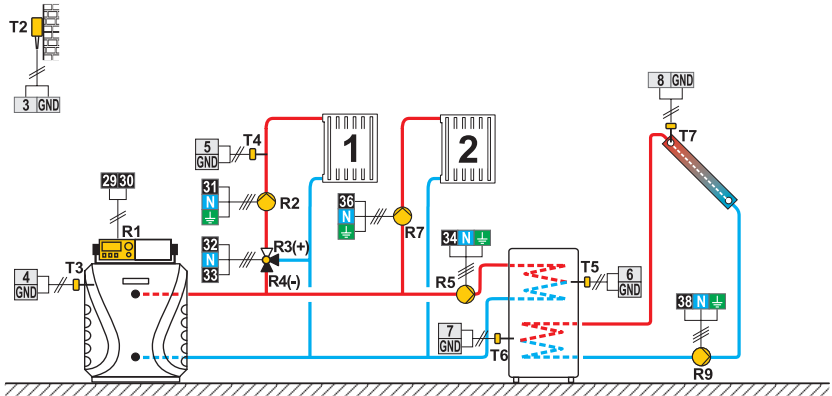 T2
3 GND
8 GND
T7
5
GND
T4
1
2
29 30
R1
31
N
R2
36
N
R7
32
N
33
R3(+)
R4(-)
34 N
R5
4
GND
T3
T5
6
GND
7
GND
T6
38 N
R9